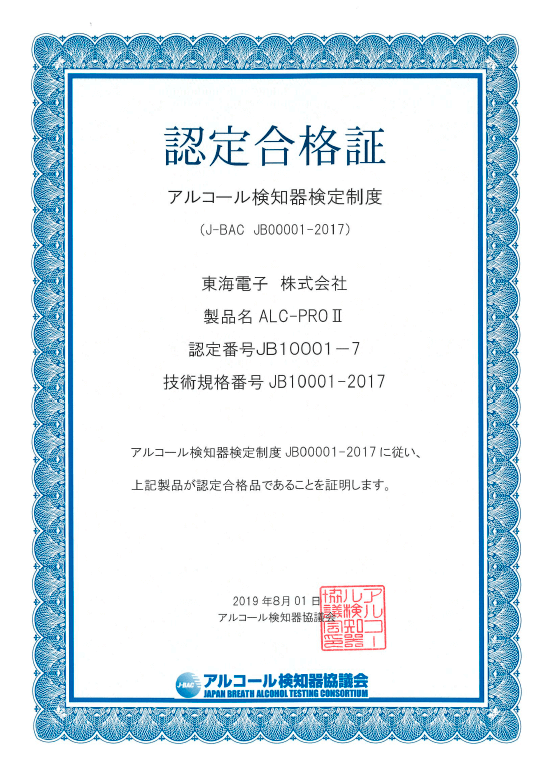 認定合格証
アルコール検知器検定制度
(J-BAC JB00001-2017)
東海電子 株式会社
製品名 ALC-PROⅡ
認定番号JB10001-7
技術規格番号 JB10001-2017
アルコール検知器検定制度 JB00001-2017 に従い、
上記製品が認定合格品であることを証明します。
2019 年8月 01 日
アルコール検知器協議会
アルコー
ル検知器
協議会印
J-BAC アルコール検知器協議会
JAPAN BREATH ALCOHOL TESTING CONSORTIUM